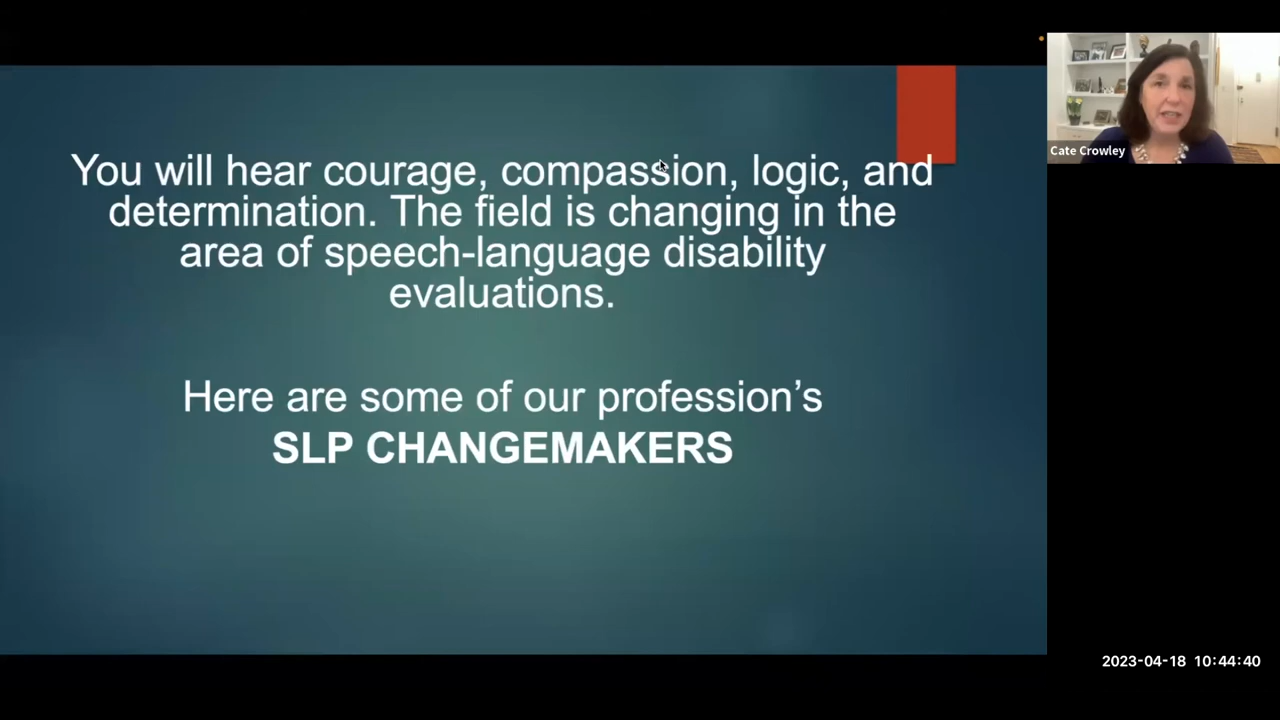 You will hear courage, compassion, logic, and
determination. The field is changing in the
area of speech-language disability
evaluations.
Here are some of our profession’s
SLP CHANGEMAKERS
Cate Crowley
2023-04-18 10:44:40